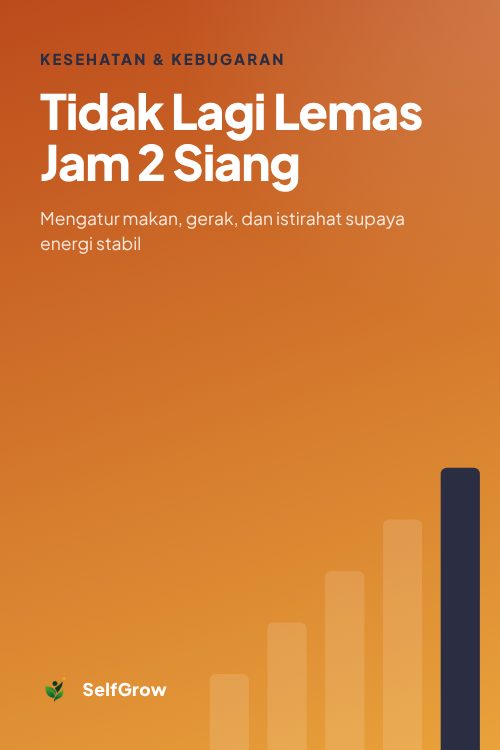 KESEHATAN & KEBUGARAN
Tidak Lagi Lemas
Jam 2 Siang
Mengatur makan, gerak, dan istirahat supaya
energi stabil
SelfGrow